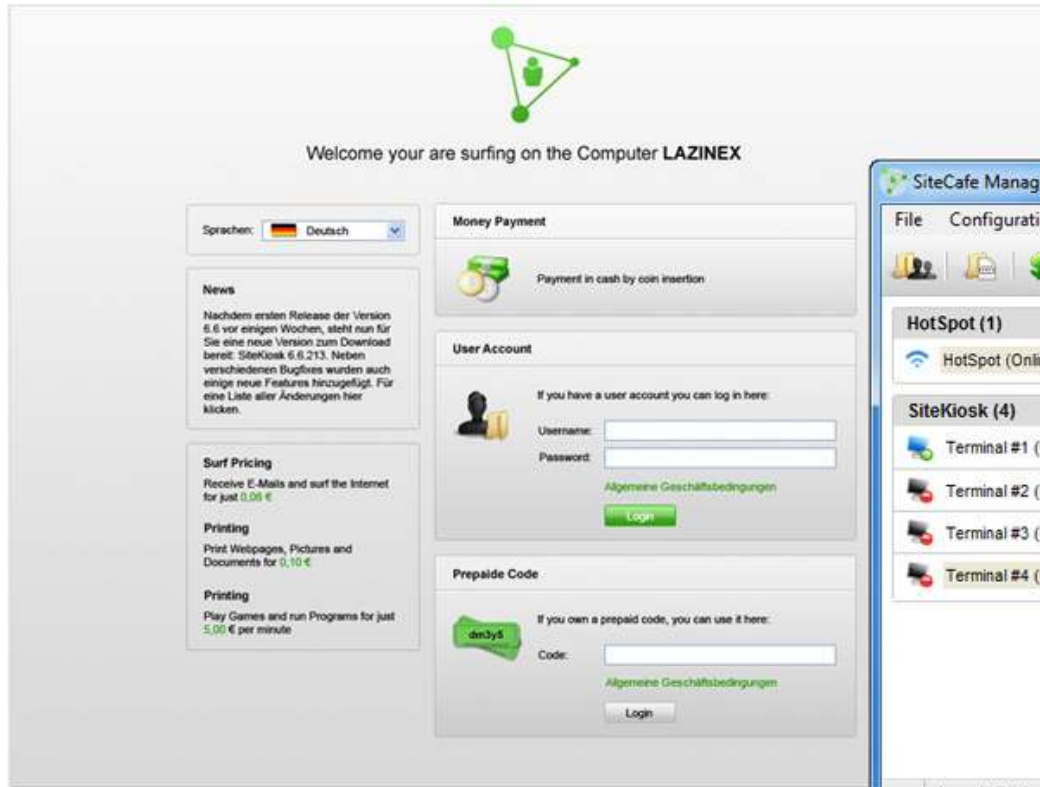 Welcome your are surfing on the Computer LAZINEX
Sprachen: Deutsch
News
Nachdem ersten Release der Version
6.6 vor einigen Wochen, steht nun für
Sie eine neue Version zum Download
bereit: SiteKiosk 6.6.213. Neben
verschiedenen Bugfixes wurden auch
einige neue Features hinzugefügt. Für
eine Liste aller Änderungen hier
klicken.
Surf Pricing
Receive E-Mails and surf the Internet
for just 0,05 €
Printing
Print Webpages, Pictures and
Documents for 0,10 €
Printing
Play Games and run Programs for just
5,00 € per minute
Money Payment
Payment in cash by coin insertion
User Account
If you have a user account you can log in here:
Username:
Password:
Allgemeine Geschäftsbedingungen
Login
Prepaide Code
dm3y5
If you own a prepaid code, you can use it here:
Code:
Allgemeine Geschäftsbedingungen
Login
SiteCafe Manag
File Configurati
HotSpot (1)
HotSpot (Onli
SiteKiosk (4)
Terminal #1 (
Terminal #2 (
Terminal #3 (
Terminal #4 (